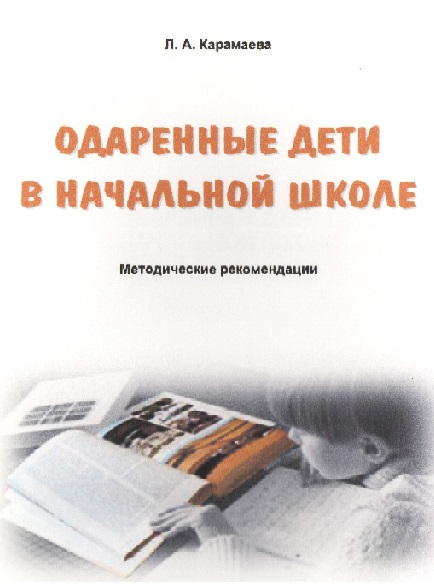 Л. А. Карамаева
ОДАРЕННЫЕ ДЕТИ
В НАЧАЛЬНОЙ ШКОЛЕ
Методические рекомендации